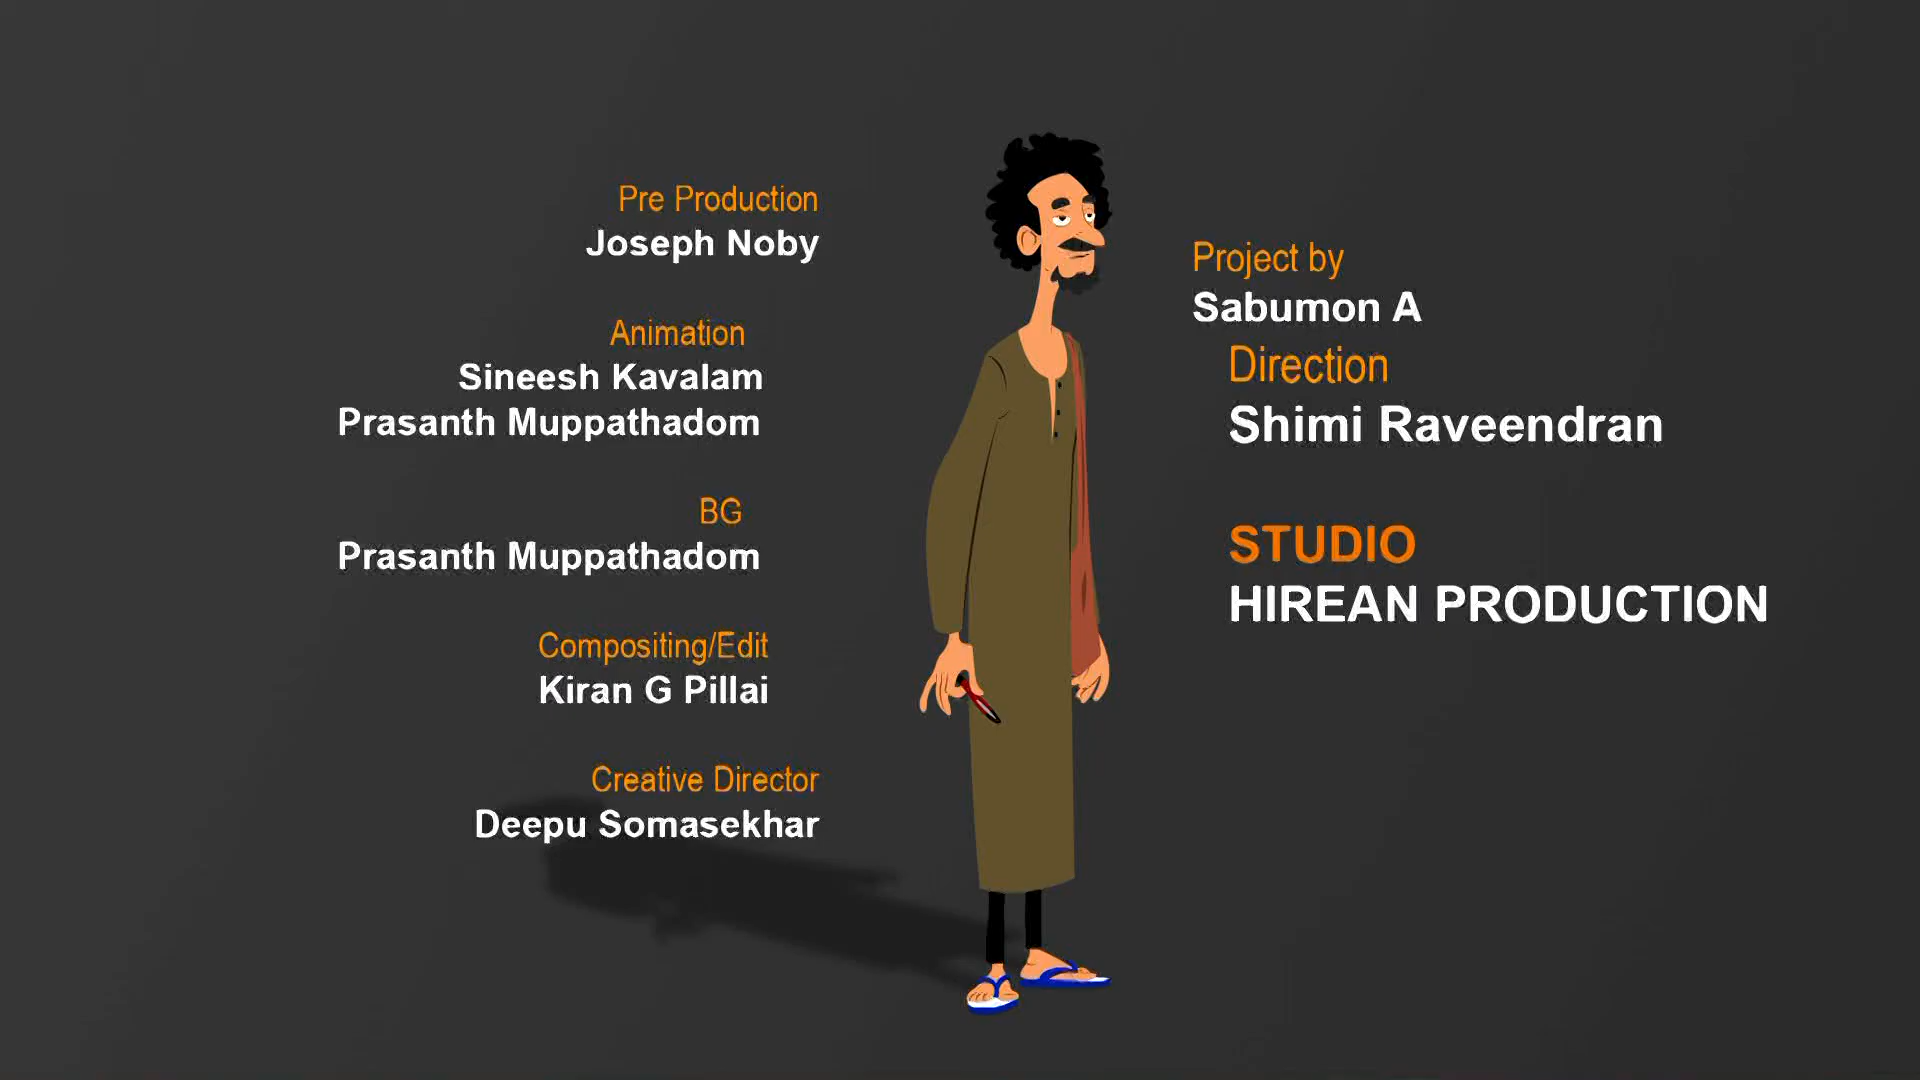 Pre Production
Joseph Noby
Animation
Sineesh Kavalam
Prasanth Muppathadom
BG
Prasanth Muppathadom
Compositing/Edit
Kiran G Pillai
Creative Director
Deepu Somasekhar
Project by
Sabumon A
Direction
Shimi Raveendran
STUDIO
HIREAN PRODUCTION